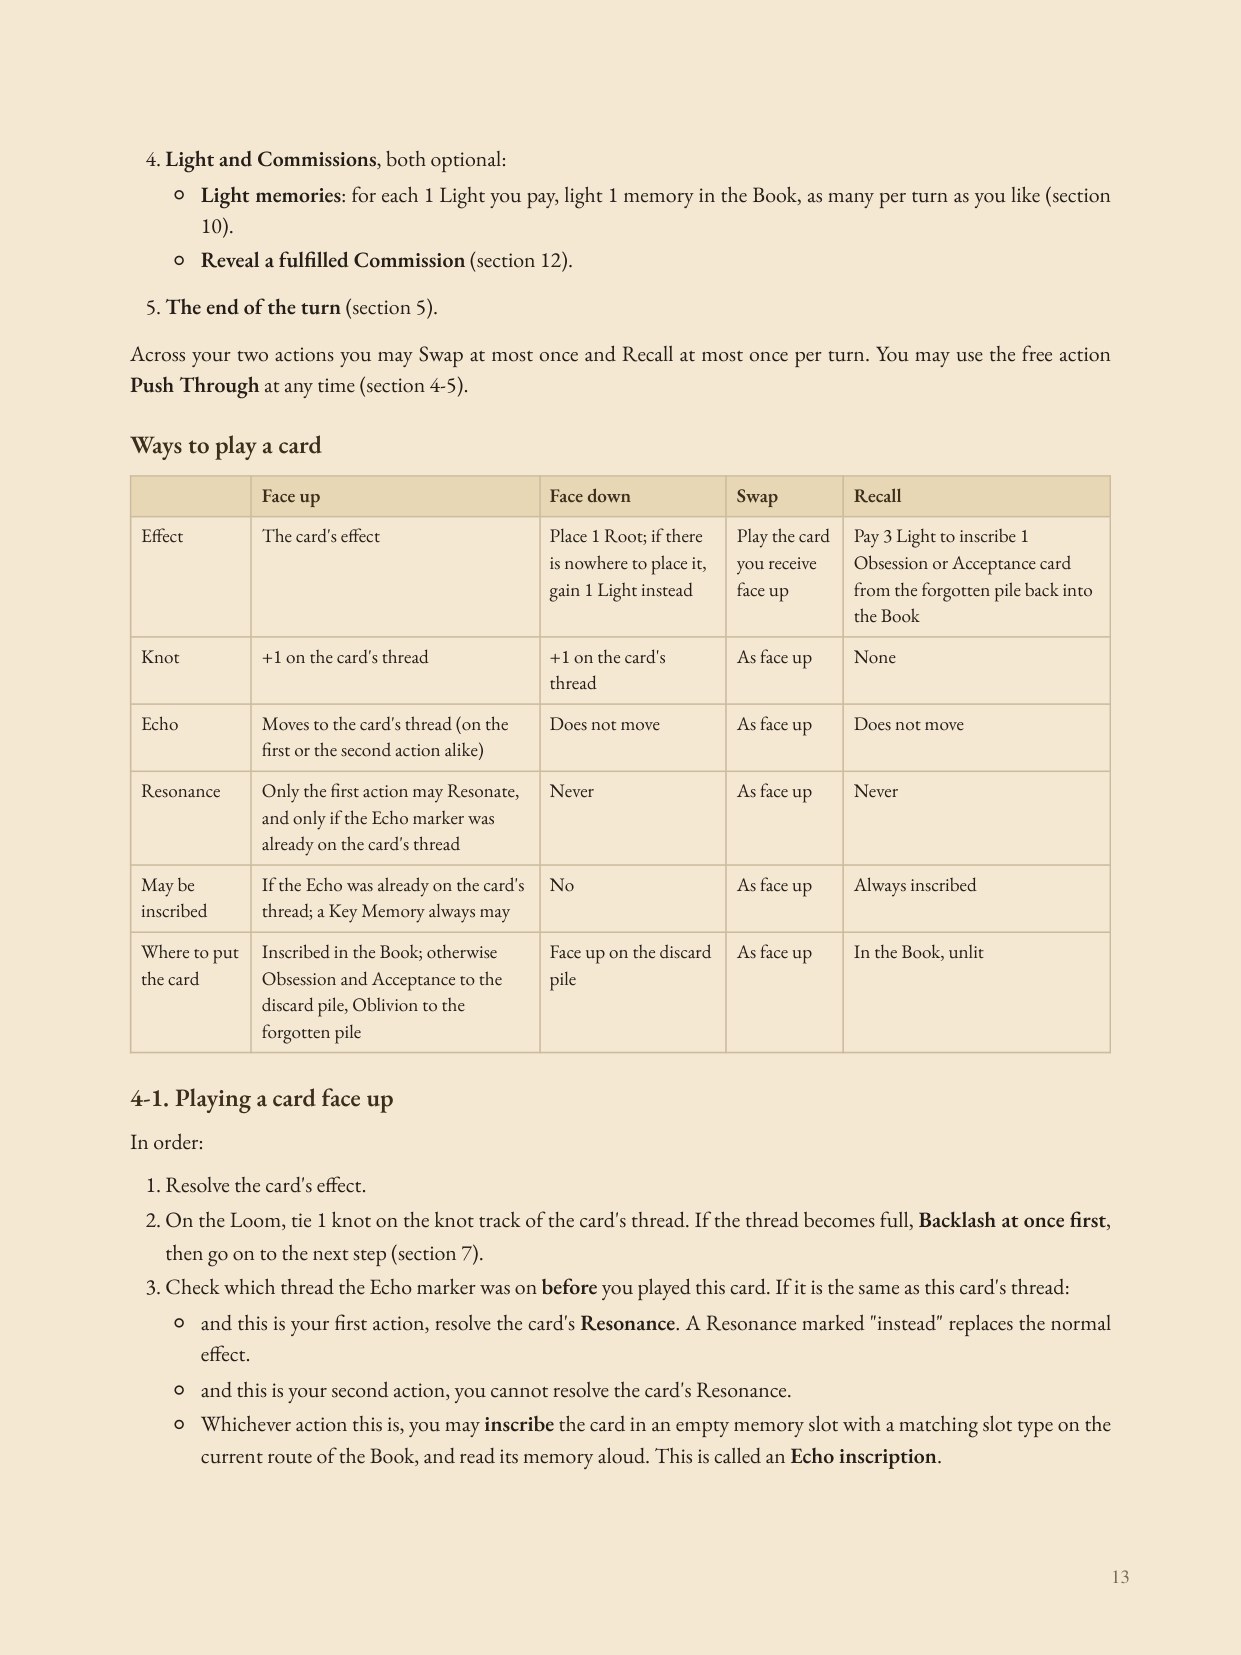 4. Light and Commissions, both optional:
Light memories: for each 1 Light you pay, light 1 memory in the Book, as many per turn as you like (section
10).
Reveal a fulfilled Commission (section 12).
5. The end of the turn (section 5).
Across your two actions you may Swap at most once and Recall at most once per turn. You may use the free action
Push Through at any time (section 4-5).
Ways to play a card
Face up Face down Swap Recall
Effect
The card's effect
Place 1 Root; if there
is nowhere to place it,
gain 1 Light instead
Play the card
you receive
face up
Pay 3 Light to inscribe 1
Obsession or Acceptance card
from the forgotten pile back into
the Book
Knot
+1 on the card's thread
+1 on the card's
thread
As face up
None
Echo
Moves to the card's thread (on the
first or the second action alike)
Does not move
As face up
Does not move
Resonance
Only the first action may Resonate,
and only if the Echo marker was
already on the card's thread
Never
As face up
Never
May be
inscribed
If the Echo was already on the card's
thread; a Key Memory always may
No
As face up
Always inscribed
Where to put
the card
Inscribed in the Book; otherwise
Obsession and Acceptance to the
discard pile, Oblivion to the
forgotten pile
Face up on the discard
pile
As face up
In the Book, unlit
4-1. Playing a card face up
In order:
1. Resolve the card's effect.
2. On the Loom, tie 1 knot on the knot track of the card's thread. If the thread becomes full, Backlash at once first,
then go on to the next step (section 7).
3. Check which thread the Echo marker was on before you played this card. If it is the same as this card's thread:
and this is your first action, resolve the card's Resonance. A Resonance marked "instead" replaces the normal
effect.
and this is your second action, you cannot resolve the card's Resonance.
Whichever action this is, you may inscribe the card in an empty memory slot with a matching slot type on the
current route of the Book, and read its memory aloud. This is called an Echo inscription.
13